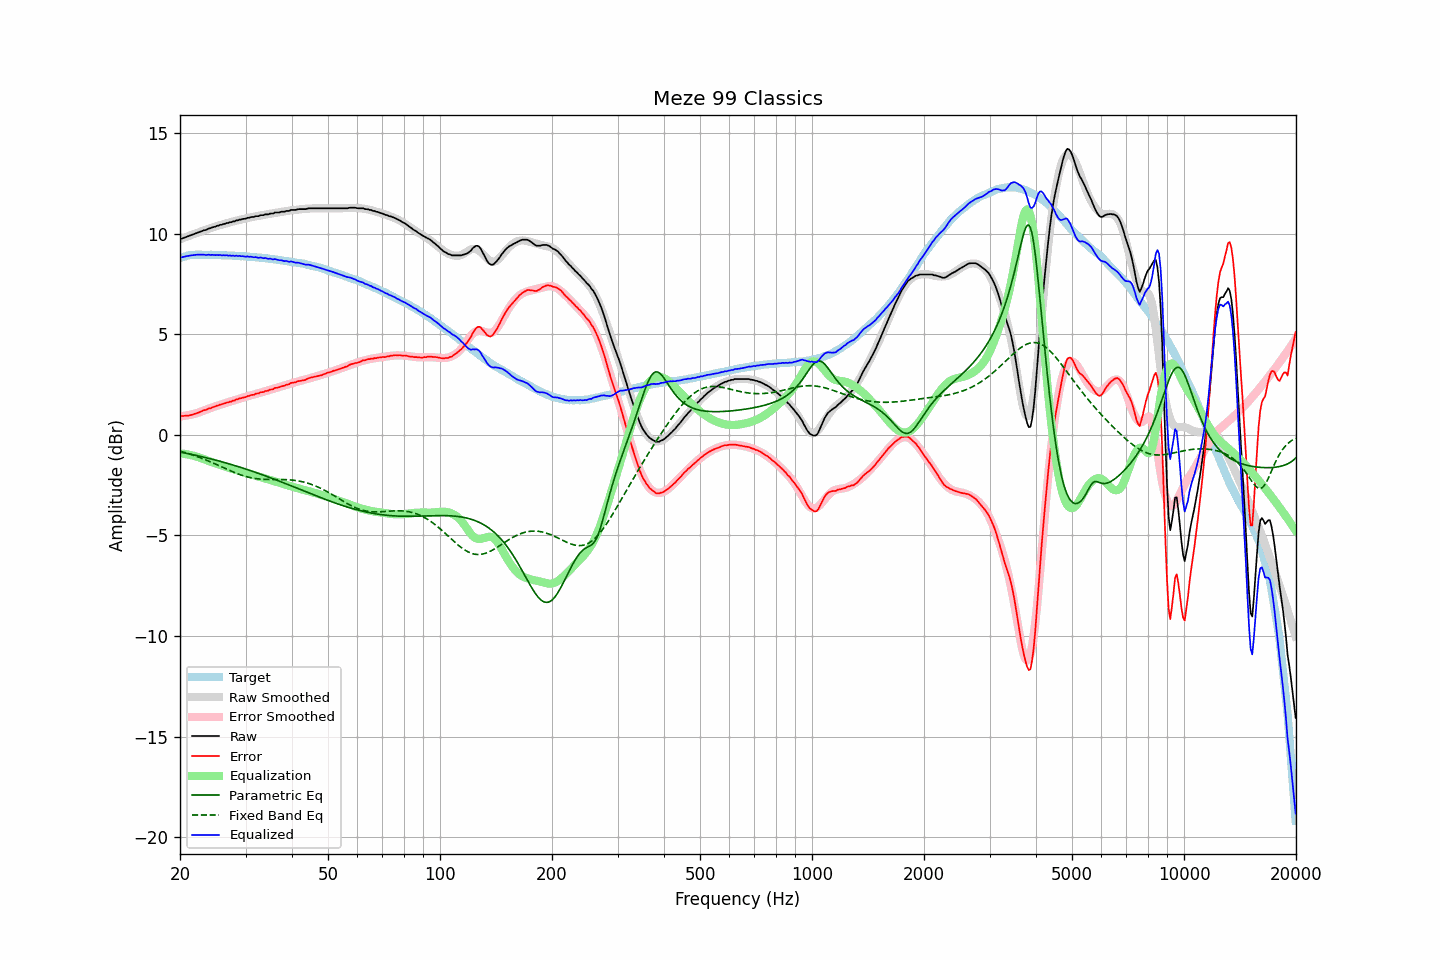 Meze 99 Classics
Amplitude (dBr)
15
10
5
0
−5
−10
−15
−20
Target
Raw Smoothed
Error Smoothed
Raw
Error
Equalization
Parametric Eq
Fixed Band Eq
Equalized
20 50 100 200 500 1000 2000 5000 10000 20000
Frequency (Hz)